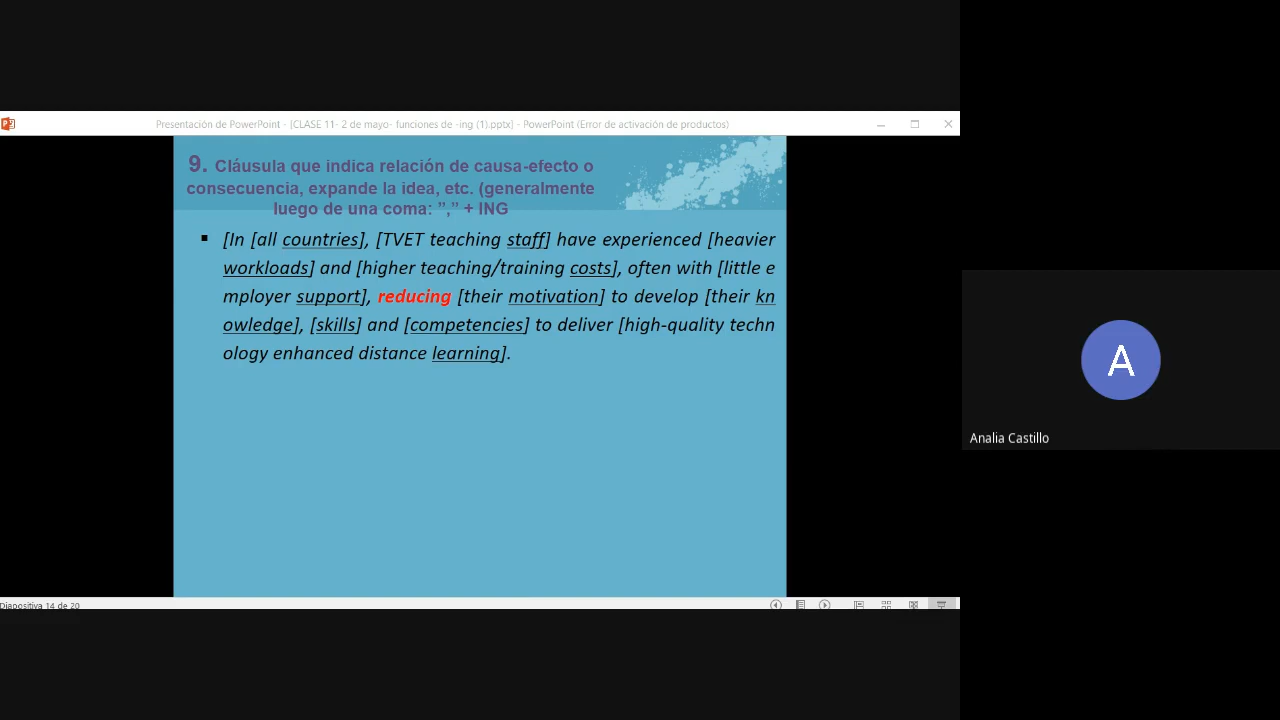 Presentación de PowerPoint - [CLASE 11- 2 de mayo- funciones de -ing (1).pptx] - PowerPoint (Error de activación de productos)
9. Cláusula que indica relación de causa-efecto o
consecuencia, expande la idea, etc. (generalmente
luego de una coma: ”,” + ING
[In [all countries], [TVET teaching staff] have experienced [heavier
workloads] and [higher teaching/training costs], often with [little e
mployer support], reducing [their motivation] to develop [their kn
owledge], [skills] and [competencies] to deliver [high-quality techn
ology enhanced distance learning].
A
Analia Castillo
Diapositiva 14 de 20